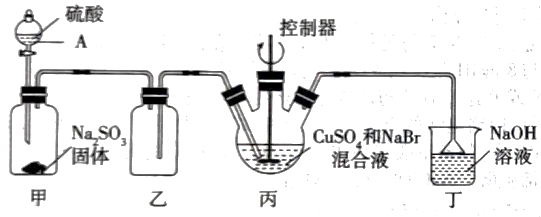 硫酸
A
控制器
Na₂SO₃
固体
CuSO₄和NaBr
混合液
NaOH
溶液
甲
乙
丙
丁